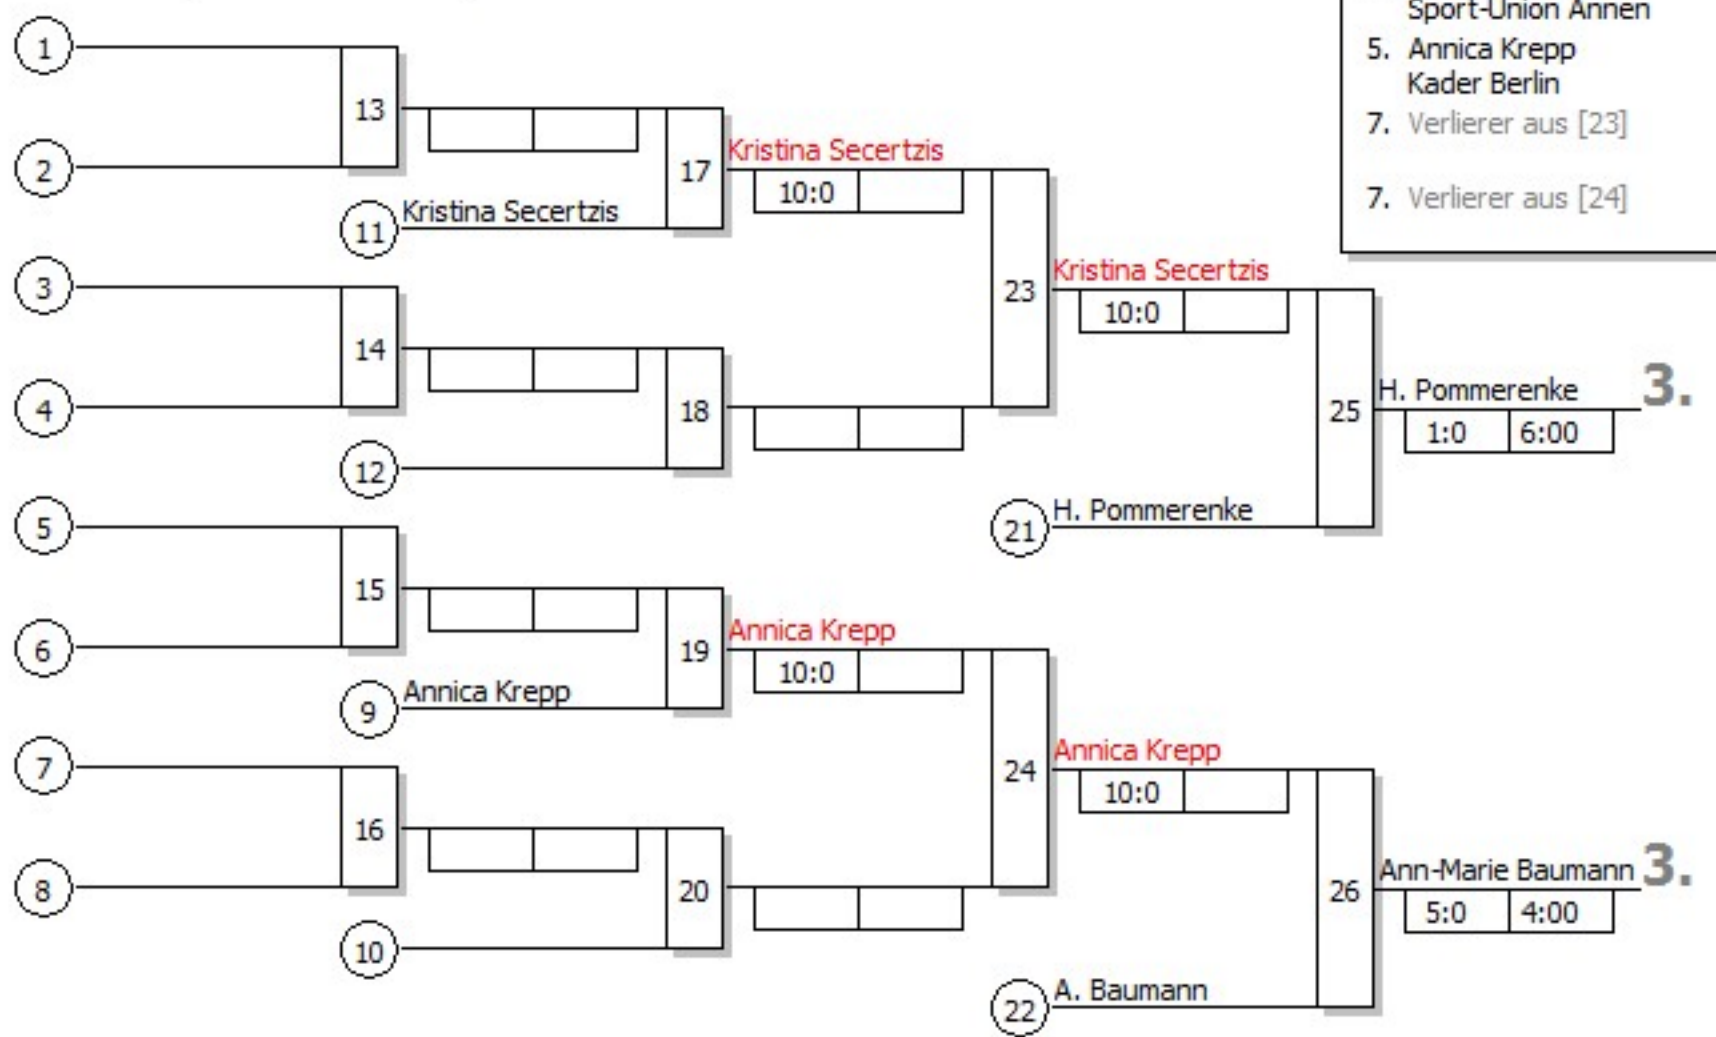 Sport-Union Annen
5. Annica Krepp
Kader Berlin
7. Verlierer aus [23]
7. Verlierer aus [24]
1
13
2
17
Kristina Secertzis
10:0
11
Kristina Secertzis
3
23
Kristina Secertzis
10:0
14
4
18
25
H. Pommerenke
3.
1:0
6:00
12
5
21
H. Pommerenke
15
6
19
Annica Krepp
10:0
9
Annica Krepp
7
24
Annica Krepp
10:0
16
8
20
26
Ann-Marie Baumann
3.
5:0
4:00
10
22
A. Baumann